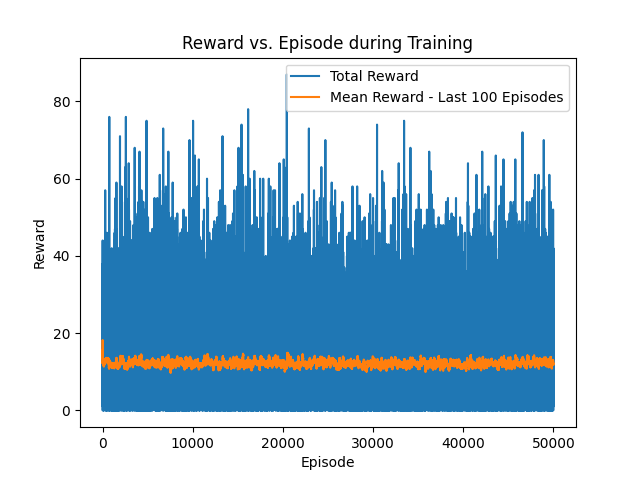 Reward vs. Episode during Training
Total Reward
Mean Reward - Last 100 Episodes
80
60
40
20
0
Reward
0 10000 20000 30000 40000 50000
Episode